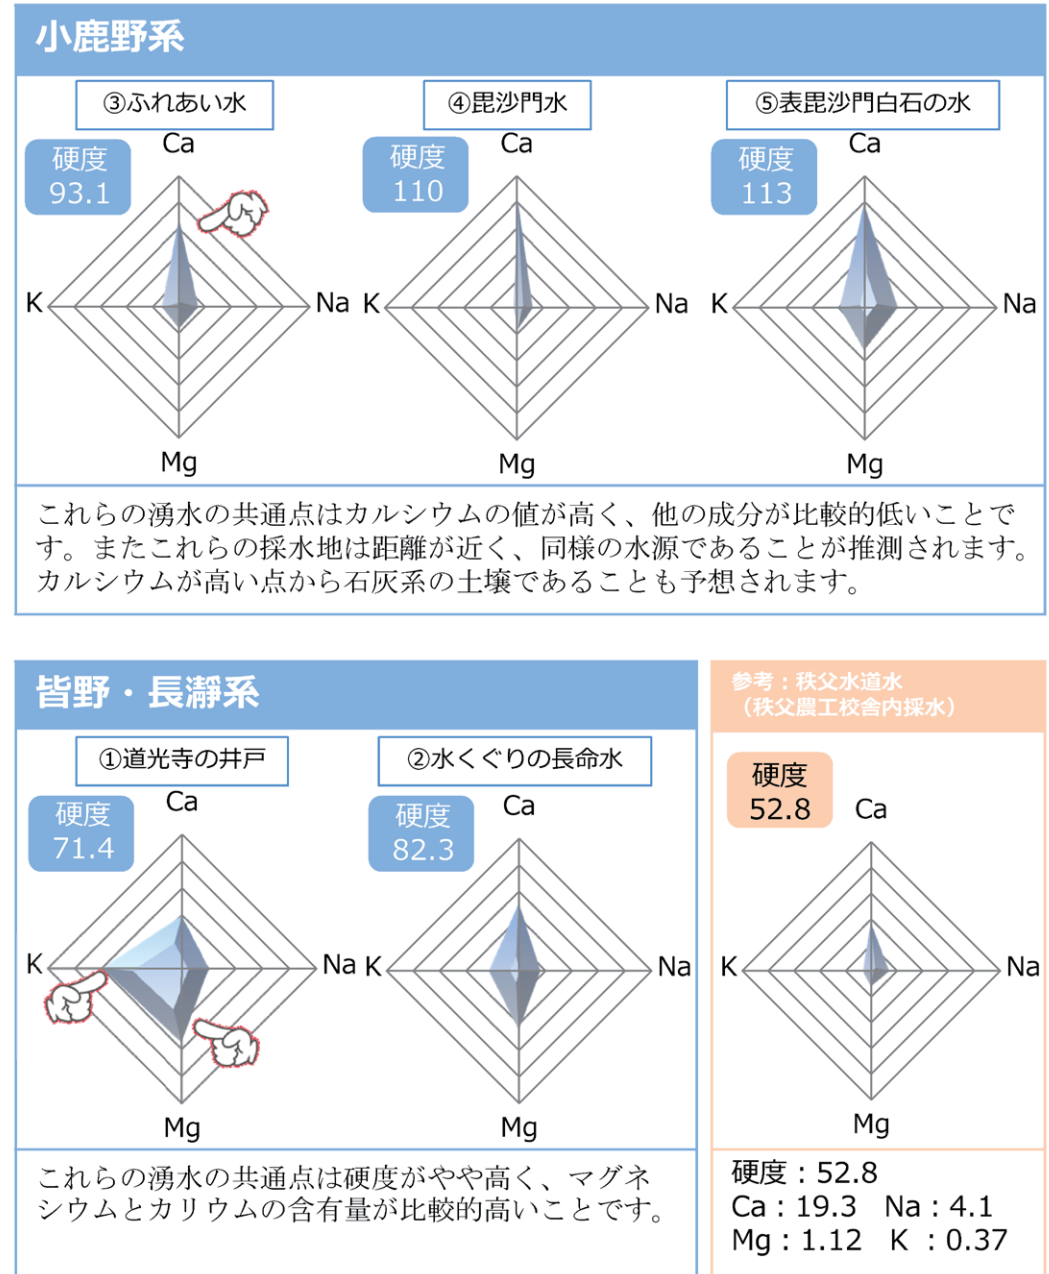 小鹿野系
③ふれあい水
硬度
93.1
Ca
K
Na
Mg
④毘沙門水
硬度
110
Ca
K
Na
Mg
⑤表毘沙門白石の水
硬度
113
Ca
K
Na
Mg
これらの湧水の共通点はカルシウムの値が高く、他の成分が比較的低いことで
す。またこれらの採水地は距離が近く、同様の水源であることが推測されます。
カルシウムが高い点から石灰系の土壌であることも予想されます。
皆野・長瀞系
①道光寺の井戸
硬度
71.4
Ca
K
Na
Mg
②水くぐりの長命水
硬度
82.3
Ca
K
Na
Mg
これらの湧水の共通点は硬度がやや高く、マグネ
シウムとカリウムの含有量が比較的高いことです。
参考：秩父水道水
（秩父農工校舎内採水）
硬度
52.8
Ca
K
Na
Mg
硬度：52.8
Ca：19.3　Na：4.1
Mg：1.12　K ：0.37